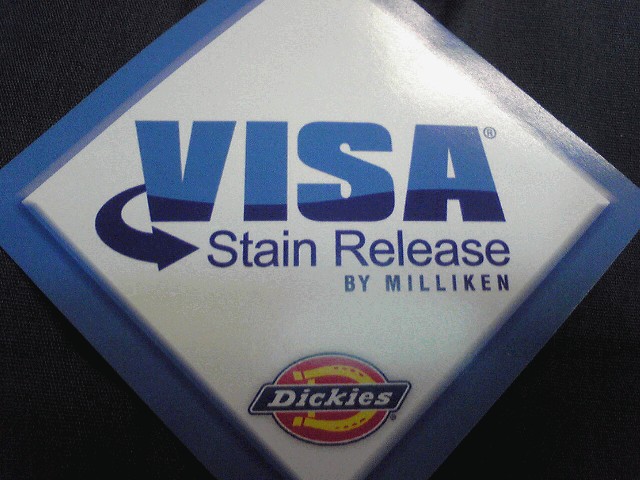 VISA®
Stain Release
BY MILLIKEN
Dickies®